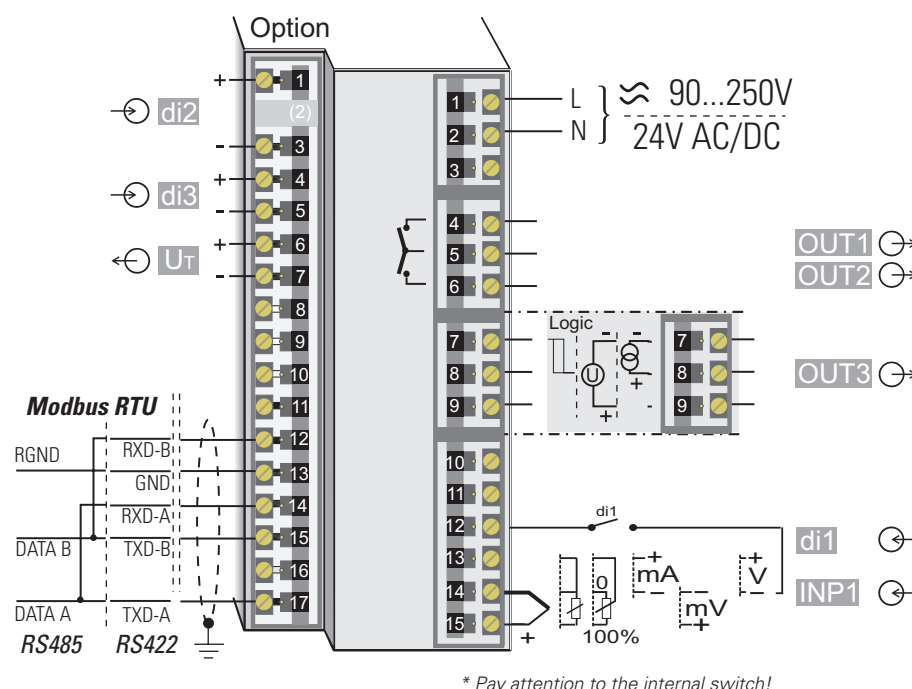 Option
+ 1
(2)
di2
- 3
+ 4
di3
- 5
+ 6
UT
- 7
8
9
10
11
12
13
14
15
16
17
Modbus RTU
RGND
RXD-B
GND
RXD-A
DATA B
TXD-B
DATA A
TXD-A
RS485 RS422
1 L
2 N
≈ 90...250V
24V AC/DC
3
4
5
6
OUT1
OUT2
Logic
7
8
9
U
- -
+ +
-
7
8
9
OUT3
10
11
12
13
14
15
di1
di1
INP1
+
0
100%
+
mA
-
-
mV
+
+
V
-
* Pay attention to the internal switch!